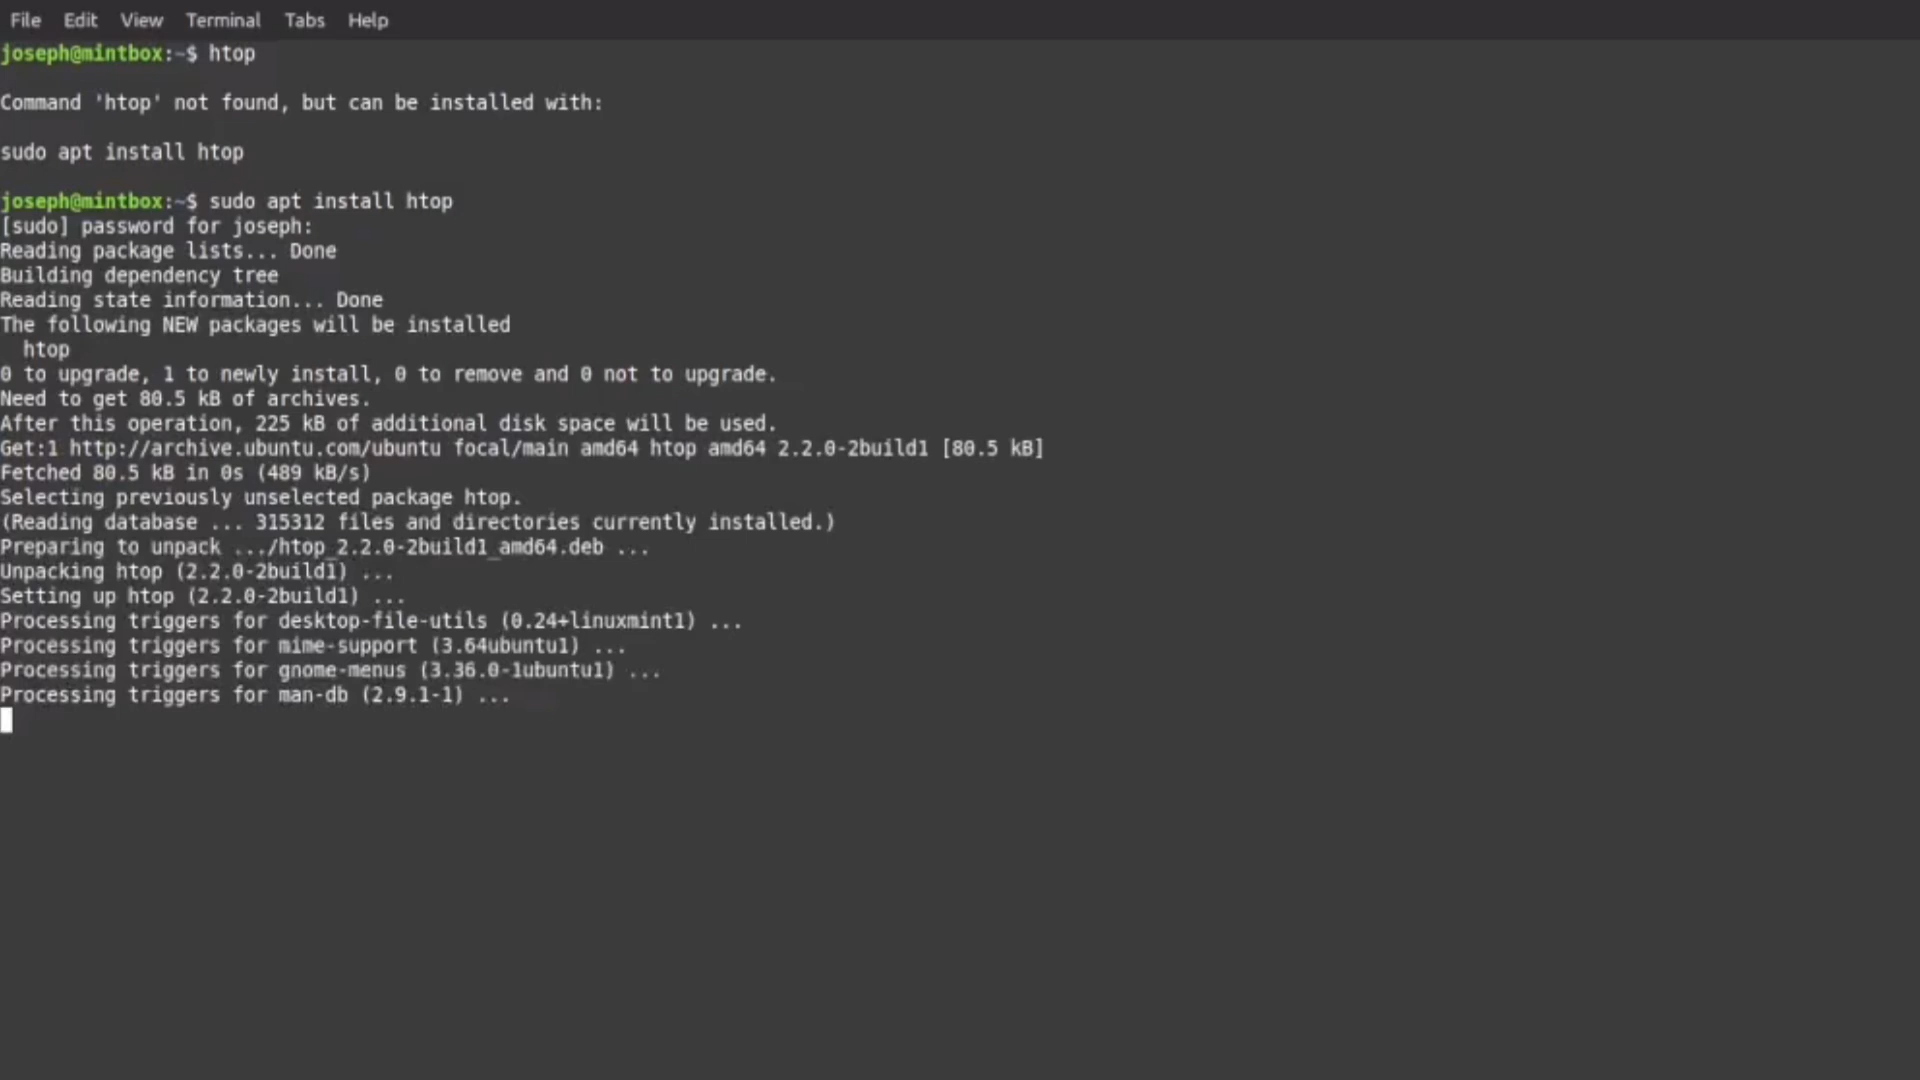 File Edit View Terminal Tabs Help
joseph@mintbox:~$ htop
Command 'htop' not found, but can be installed with:
sudo apt install htop
joseph@mintbox:~$ sudo apt install htop
[sudo] password for joseph:
Reading package lists... Done
Building dependency tree
Reading state information... Done
The following NEW packages will be installed
htop
0 to upgrade, 1 to newly install, 0 to remove and 0 not to upgrade.
Need to get 80.5 kB of archives.
After this operation, 225 kB of additional disk space will be used.
Get:1 http://archive.ubuntu.com/ubuntu focal/main amd64 htop amd64 2.2.0-2build1 [80.5 kB]
Fetched 80.5 kB in 0s (489 kB/s)
Selecting previously unselected package htop.
(Reading database ... 315312 files and directories currently installed.)
Preparing to unpack .../htop_2.2.0-2build1_amd64.deb ...
Unpacking htop (2.2.0-2build1) ...
Setting up htop (2.2.0-2build1) ...
Processing triggers for desktop-file-utils (0.24+linuxmint1) ...
Processing triggers for mime-support (3.64ubuntu1) ...
Processing triggers for gnome-menus (3.36.0-1ubuntu1) ...
Processing triggers for man-db (2.9.1-1) ...